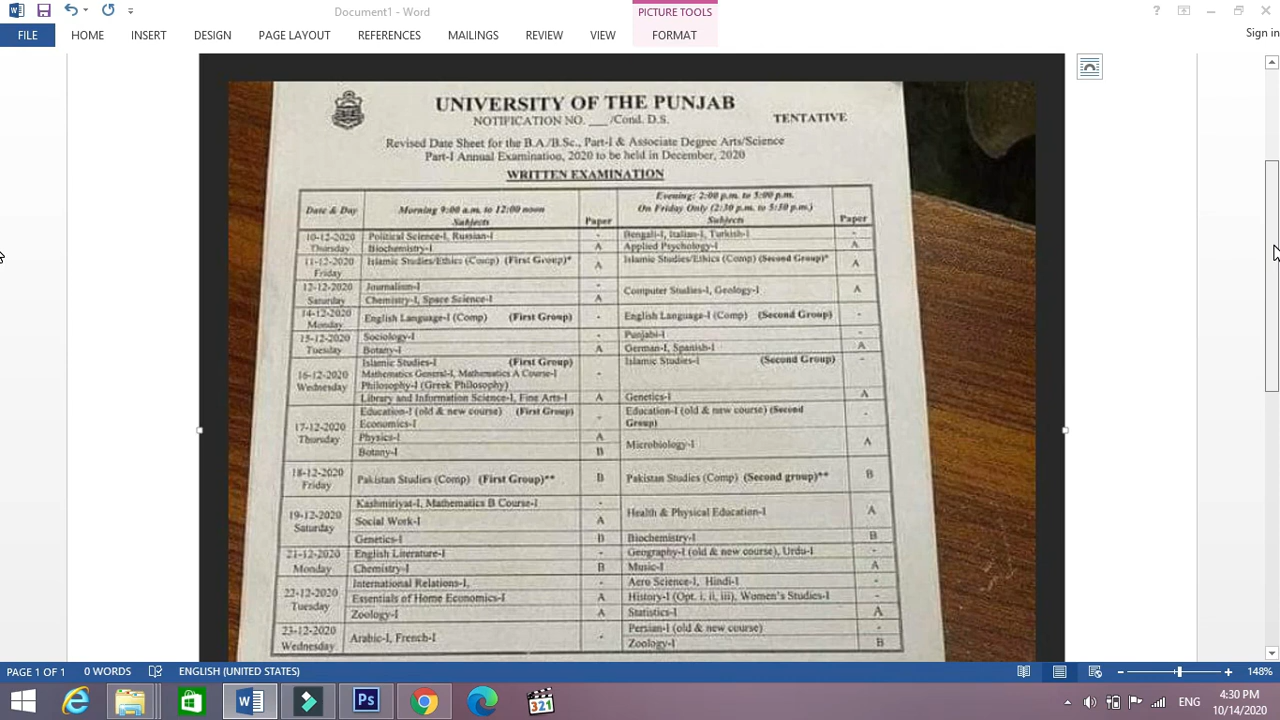 Document1 - Word
PICTURE TOOLS
?
FILE HOME INSERT DESIGN PAGE LAYOUT REFERENCES MAILINGS REVIEW VIEW FORMAT Sign in
UNIVERSITY OF THE PUNJAB
NOTIFICATION NO. ___ /Cond. D.S. TENTATIVE
Revised Date Sheet for the B.A./B.Sc., Part-I & Associate Degree Arts/Science
Part-I Annual Examination, 2020 to be held in December, 2020
WRITTEN EXAMINATION
Date & Day
Morning 9:00 a.m. to 12:00 noon
Subjects
Paper
Evening: 2:00 p.m. to 5:00 p.m.
On Friday Only (2:30 p.m. to 5:30 p.m.)
Subjects
Paper
10-12-2020
Thursday
Political Science-I, Russian-I -
Biochemistry-I A
Bengali-I, Italian-I, Turkish-I -
Applied Psychology-I A
11-12-2020
Friday
Islamic Studies/Ethics (Comp) (First Group)* A
Islamic Studies/Ethics (Comp) (Second Group)* A
12-12-2020
Saturday
Journalism-I -
Chemistry-I, Space Science-I A
Computer Studies-I, Geology-I A
14-12-2020
Monday
English Language-I (Comp) (First Group) -
English Language-I (Comp) (Second Group) -
15-12-2020
Tuesday
Sociology-I -
Botany-I A
Punjabi-I -
German-I, Spanish-I A
16-12-2020
Wednesday
Islamic Studies-I (First Group)
Mathematics General-I, Mathematics A Course-I -
Philosophy-I (Greek Philosophy)
Library and Information Science-I, Fine Arts-I A
Islamic Studies-I (Second Group) -
Genetics-I A
17-12-2020
Thursday
Education-I (old & new course) (First Group) -
Economics-I
Physics-I A
Botany-I B
Education-I (old & new course) (Second -
Group)
Microbiology-I A
18-12-2020
Friday
Pakistan Studies (Comp) (First Group)** B
Pakistan Studies (Comp) (Second group)** B
19-12-2020
Saturday
Kashmiriyat-I, Mathematics B Course-I -
Social Work-I A
Genetics-I B
Health & Physical Education-I A
Biochemistry-I B
21-12-2020
Monday
English Literature-I -
Chemistry-I B
Geography-I (old & new course), Urdu-I -
Music-I A
22-12-2020
Tuesday
International Relations-I, -
Essentials of Home Economics-I A
Zoology-I A
Aero Science-I, Hindi-I -
History-I (Opt. i, ii, iii), Women's Studies-I -
Statistics-I A
23-12-2020
Wednesday
Arabic-I, French-I -
Persian-I (old & new course) -
Zoology-I B
PAGE 1 OF 1 0 WORDS ENGLISH (UNITED STATES) 148%
W Ps 321 ENG
4:30 PM
10/14/2020